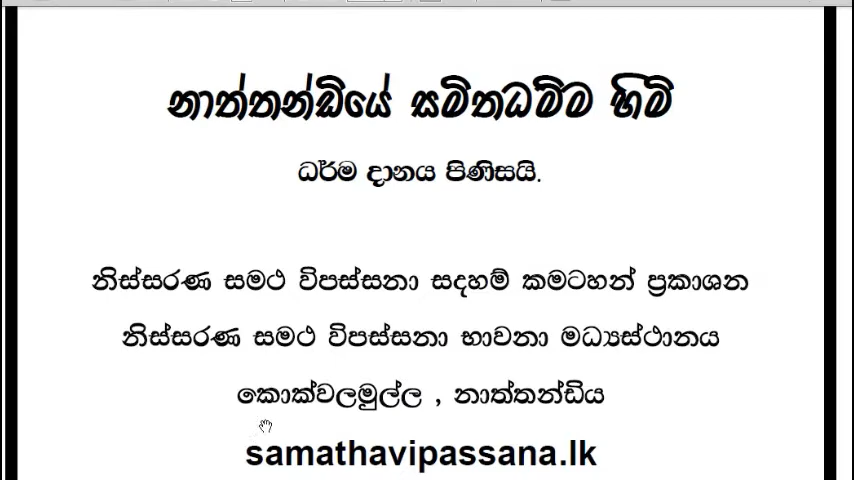 නාත්තන්ඩියේ සමිතධම්ම හිමි
ධර්ම දානය පිණිසයි.
නිස්සරණ සමථ විපස්සනා සදහම් කමටහන් ප්‍රකාශන
නිස්සරණ සමථ විපස්සනා භාවනා මධ්‍යස්ථානය
කොක්වලමුල්ල , නාත්තන්ඩිය
samathavipassana.lk